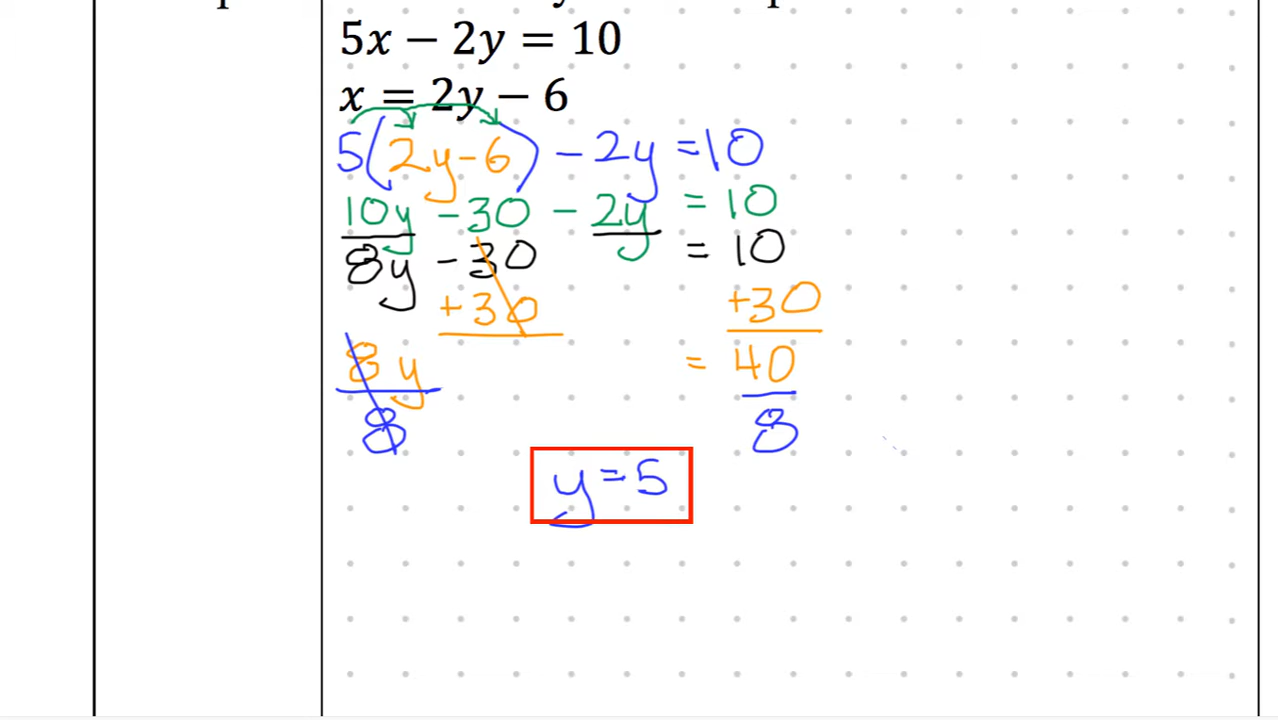 5x − 2y = 10
x = 2y − 6
5(2y-6) - 2y = 10
10y - 30 - 2y = 10
8y - 30 = 10
+30 +30
8y = 40
8 8
y = 5